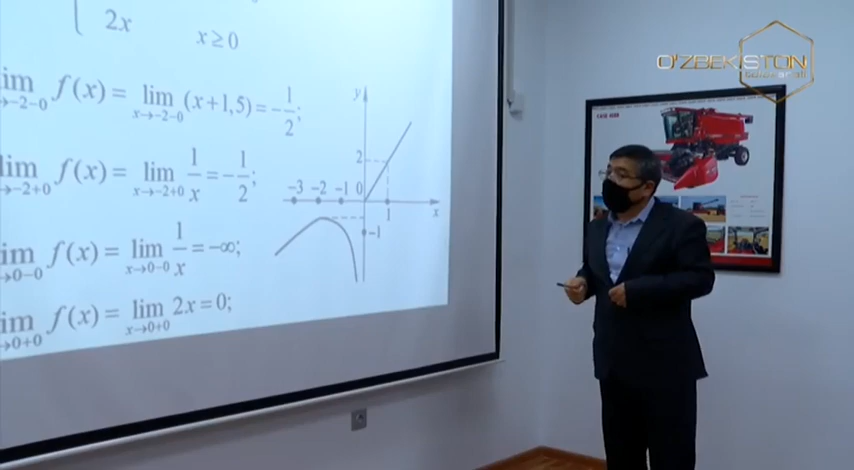 2x
x≥0
lim f(x) = lim (x+1,5) = -1/2;
x→-2-0 x→-2-0
lim f(x) = lim 1/x = -1/2;
x→-2+0 x→-2+0
lim f(x) = lim 1/x = -∞;
x→0-0 x→0-0
lim f(x) = lim 2x = 0;
x→0+0 x→0+0
y
2
-3 -2 -1 0
1
x
-1
O'ZBEKISTON
CASE